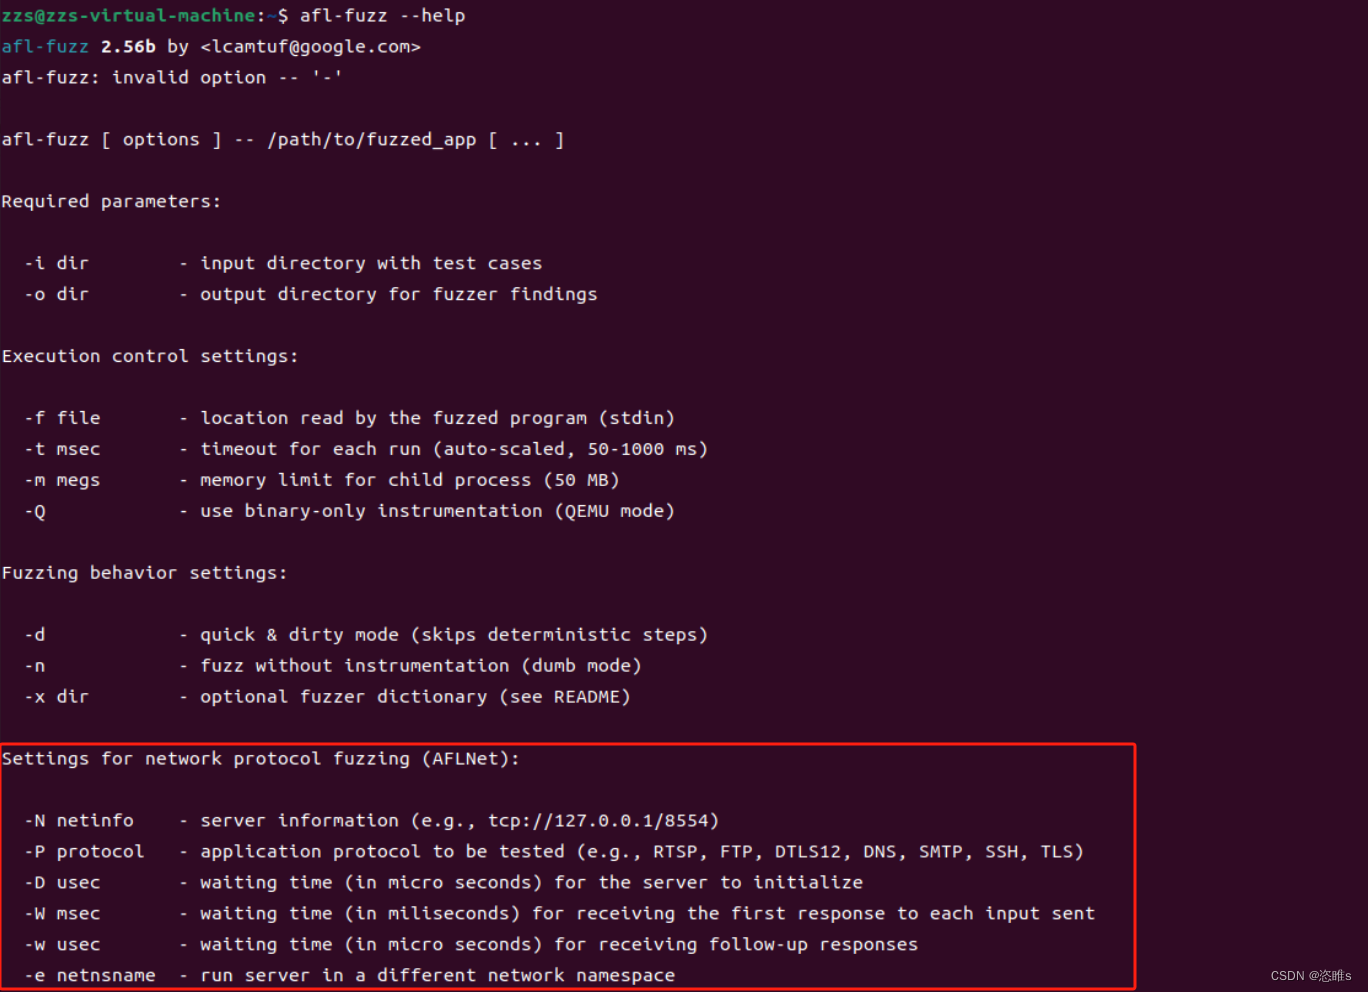 zzs@zzs-virtual-machine:~$ afl-fuzz --help
afl-fuzz 2.56b by <lcamtuf@google.com>
afl-fuzz: invalid option -- '-'
afl-fuzz [ options ] -- /path/to/fuzzed_app [ ... ]
Required parameters:
-i dir - input directory with test cases
-o dir - output directory for fuzzer findings
Execution control settings:
-f file - location read by the fuzzed program (stdin)
-t msec - timeout for each run (auto-scaled, 50-1000 ms)
-m megs - memory limit for child process (50 MB)
-Q - use binary-only instrumentation (QEMU mode)
Fuzzing behavior settings:
-d - quick & dirty mode (skips deterministic steps)
-n - fuzz without instrumentation (dumb mode)
-x dir - optional fuzzer dictionary (see README)
Settings for network protocol fuzzing (AFLNet):
-N netinfo - server information (e.g., tcp://127.0.0.1/8554)
-P protocol - application protocol to be tested (e.g., RTSP, FTP, DTLS12, DNS, SMTP, SSH, TLS)
-D usec - waiting time (in micro seconds) for the server to initialize
-W msec - waiting time (in miliseconds) for receiving the first response to each input sent
-w usec - waiting time (in micro seconds) for receiving follow-up responses
-e netnsname - run server in a different network namespace
CSDN @恣睢s